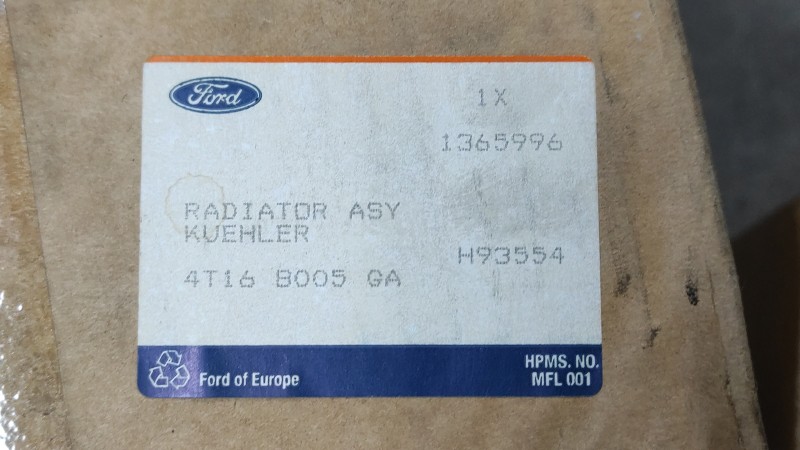 Ford
1X
1365996
RADIATOR ASY
KUEHLER
H93554
4T16 8005 GA
Ford of Europe
HPMS. NO.
MFL 001